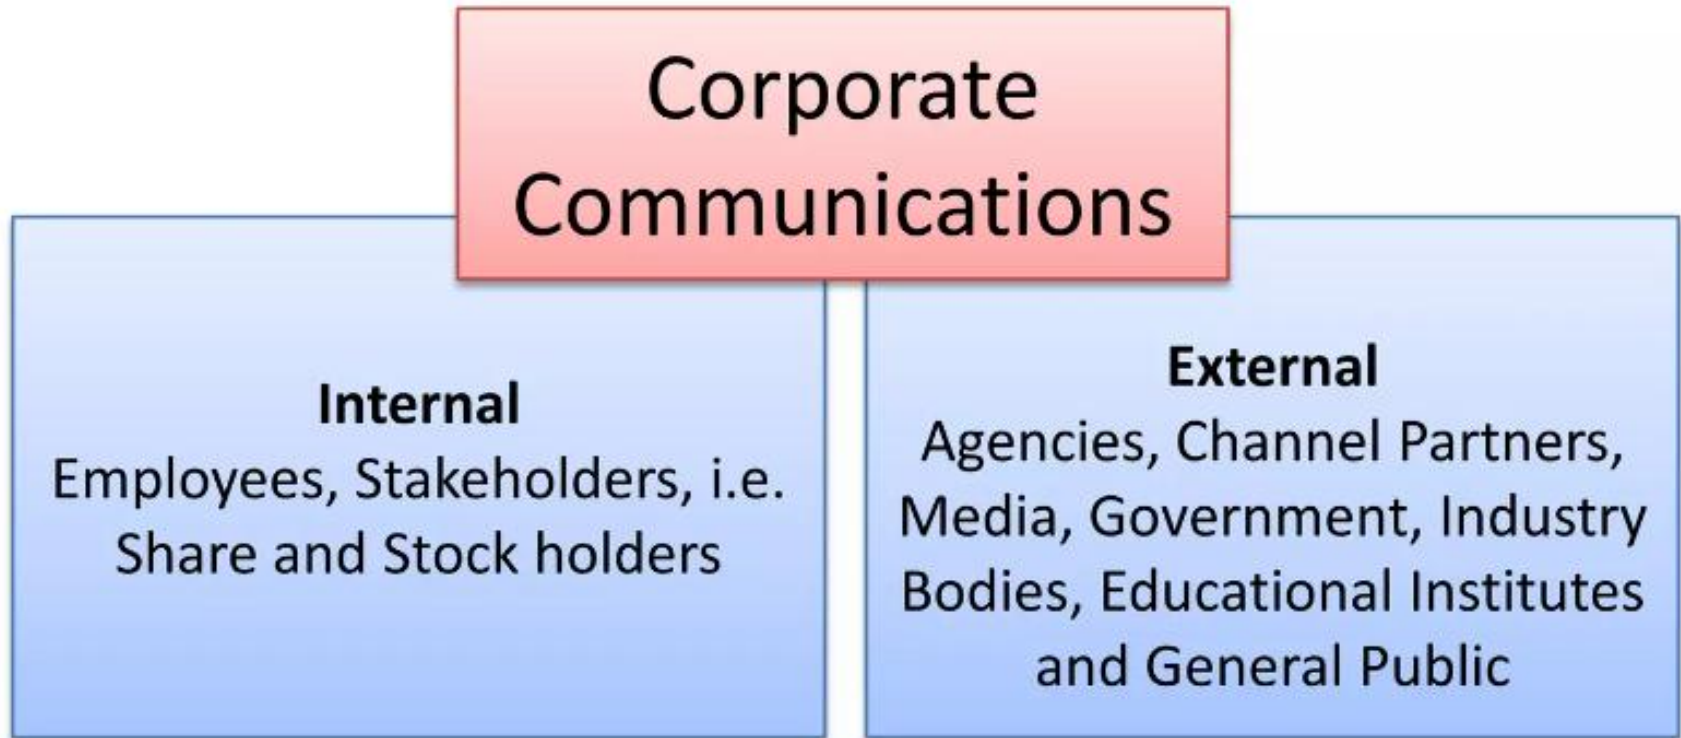 Corporate
Communications
Internal
Employees, Stakeholders, i.e.
Share and Stock holders
External
Agencies, Channel Partners,
Media, Government, Industry
Bodies, Educational Institutes
and General Public